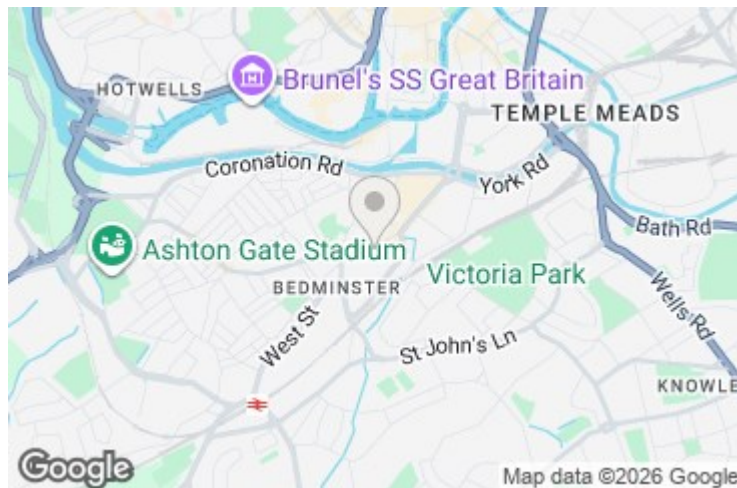 HOTWELLS
Brunel's SS Great Britain
TEMPLE MEADS
Coronation Rd
York Rd
Bath Rd
Ashton Gate Stadium
Victoria Park
BEDMINSTER
Wells Rd
West St
St John's Ln
KNOWLE
Google
Map data ©2026 Google